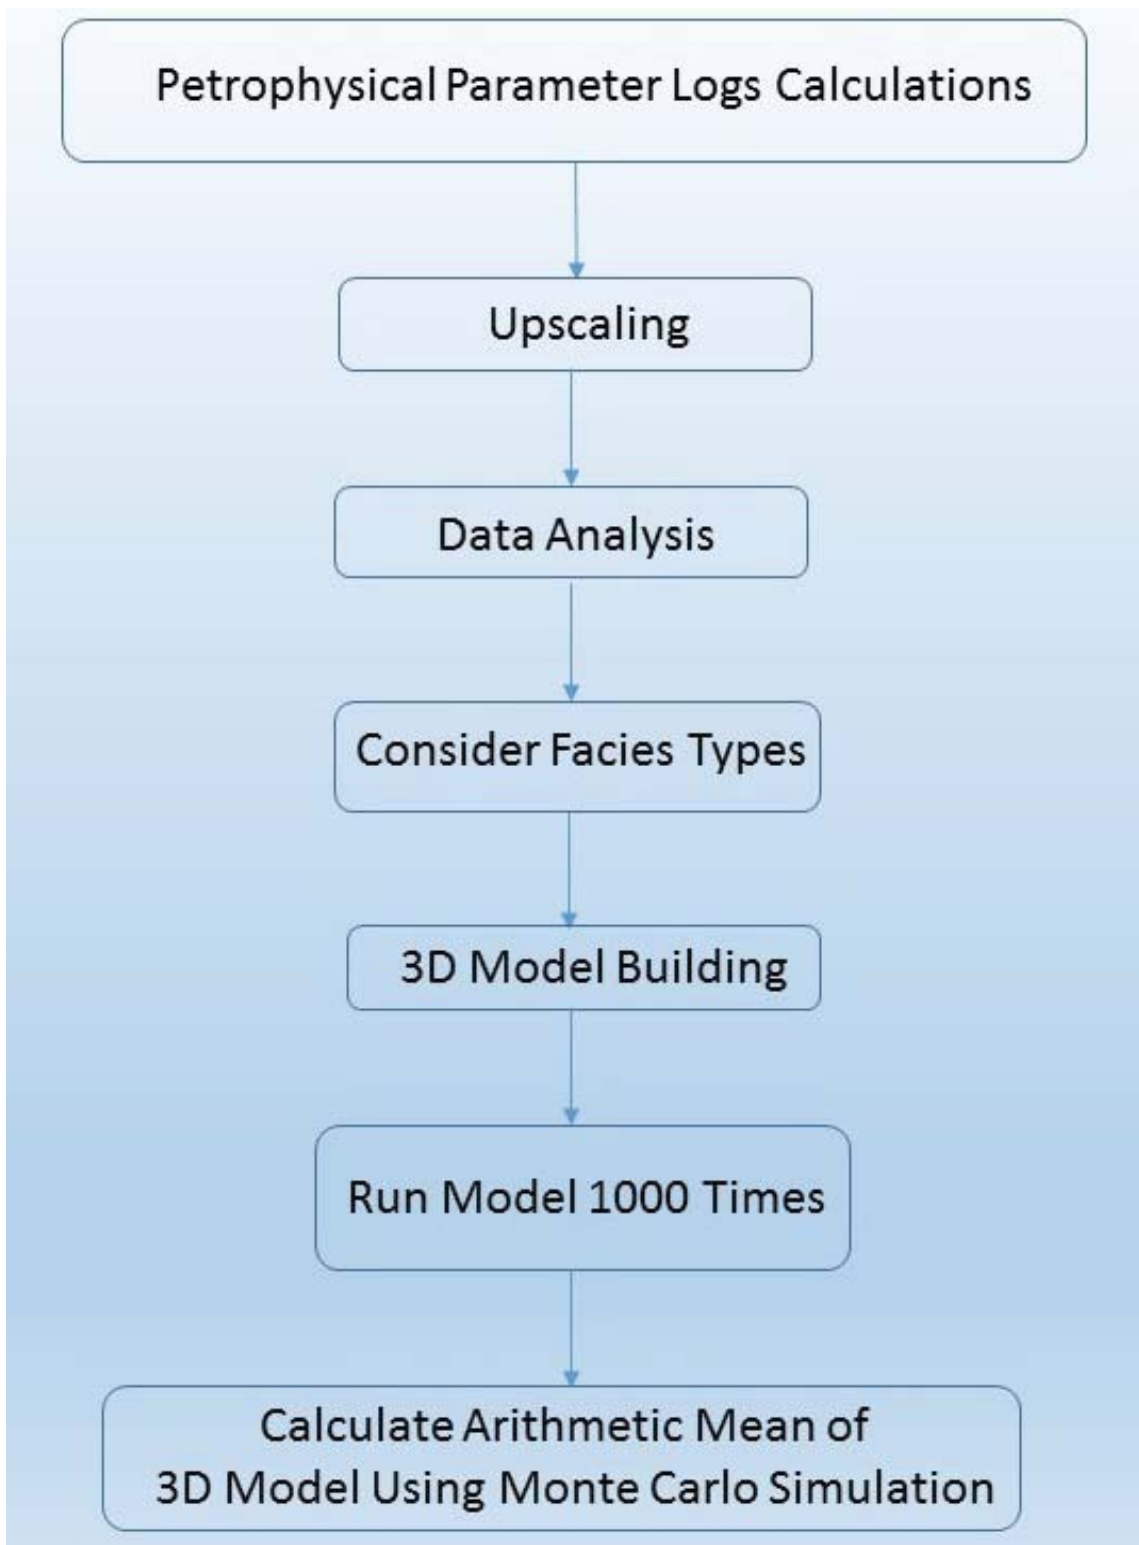 Petrophysical Parameter Logs Calculations
Upscaling
Data Analysis
Consider Facies Types
3D Model Building
Run Model 1000 Times
Calculate Arithmetic Mean of
3D Model Using Monte Carlo Simulation